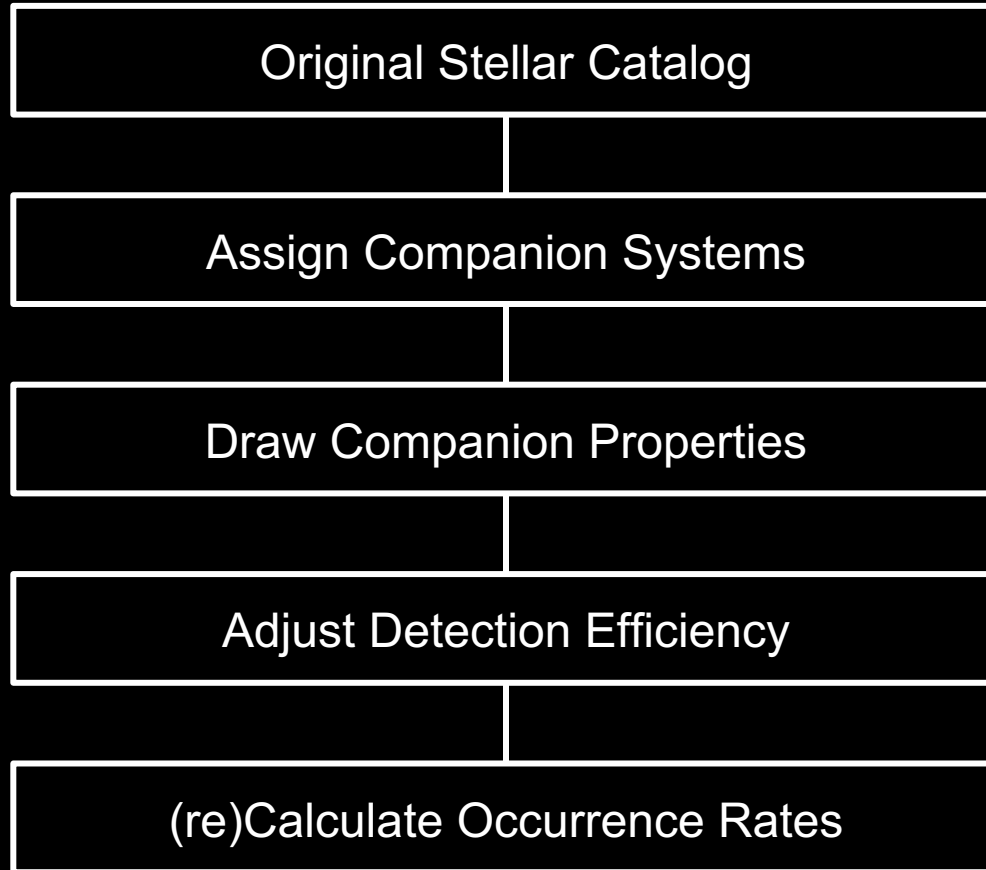 Original Stellar Catalog
Assign Companion Systems
Draw Companion Properties
Adjust Detection Efficiency
(re)Calculate Occurrence Rates